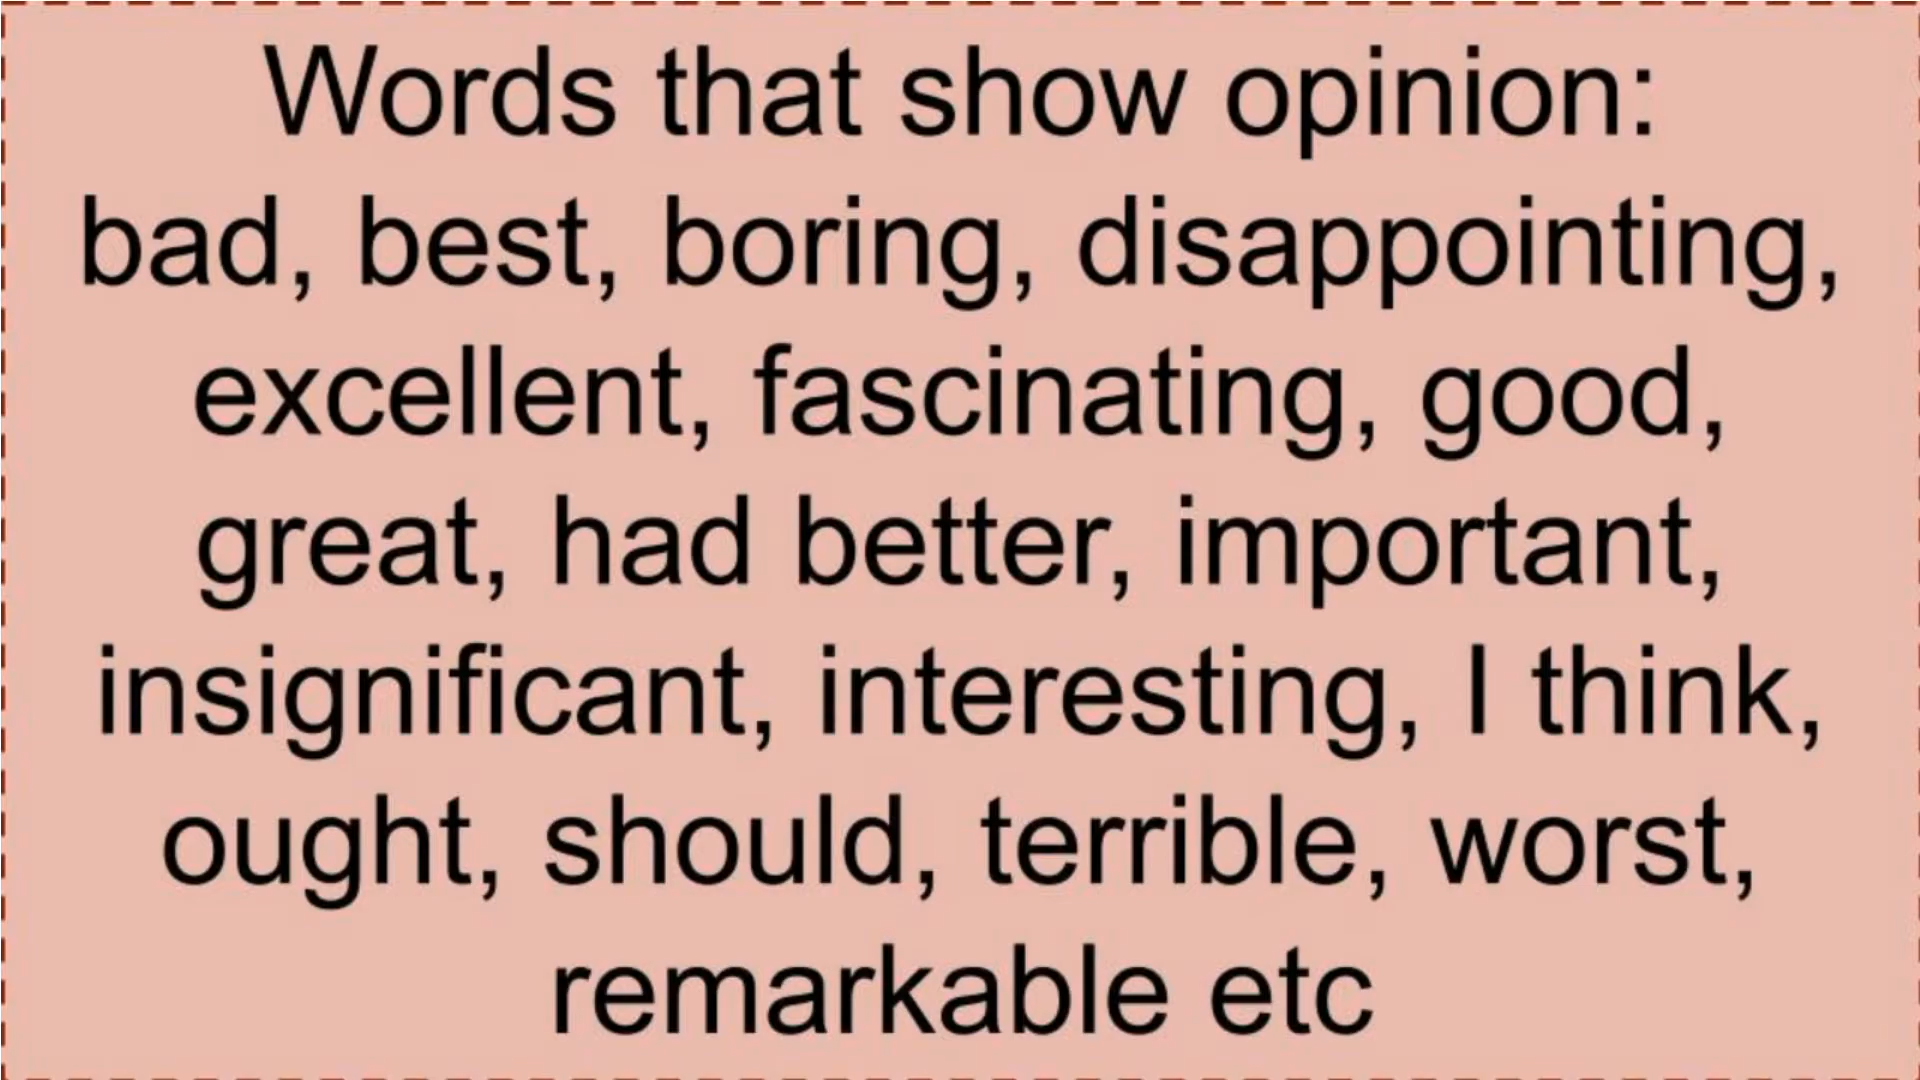 Words that show opinion:
bad, best, boring, disappointing,
excellent, fascinating, good,
great, had better, important,
insignificant, interesting, I think,
ought, should, terrible, worst,
remarkable etc